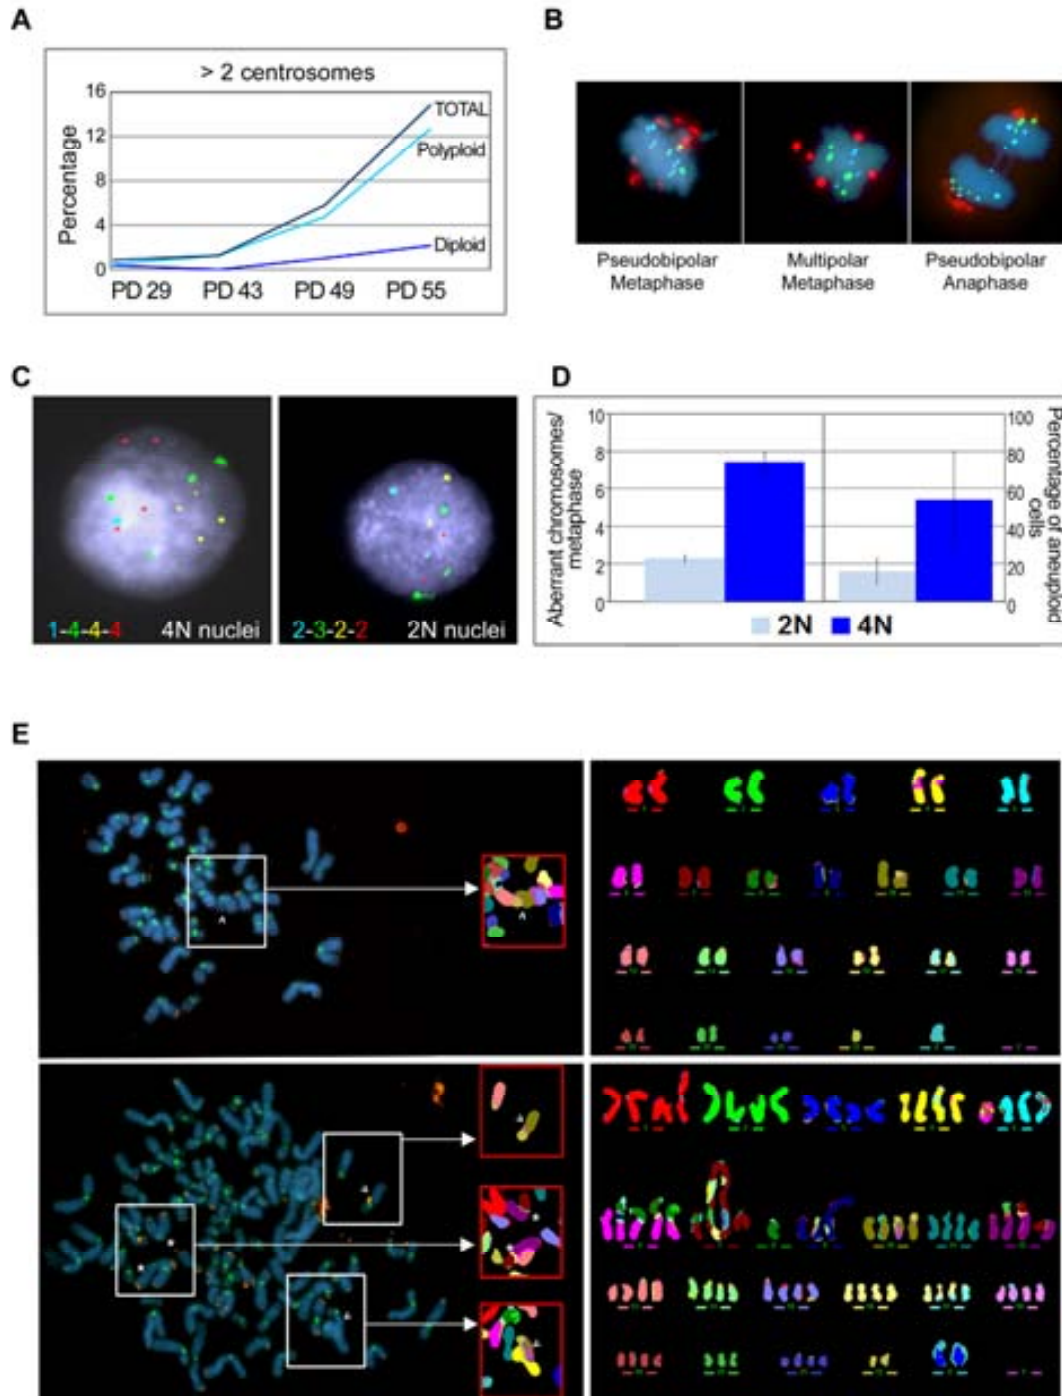 A
> 2 centrosomes
Percentage
16
12
8
4
0
TOTAL
Polyploid
Diploid
PD 29
PD 43
PD 49
PD 55
B
Pseudobipolar
Metaphase
Multipolar
Metaphase
Pseudobipolar
Anaphase
C
1-4-4-4
4N nuclei
2-3-2-2
2N nuclei
D
Aberrant chromosomes/
metaphase
10
8
6
4
2
0
100
80
60
40
20
0
Percentage of aneuploid
cells
2N
4N
E